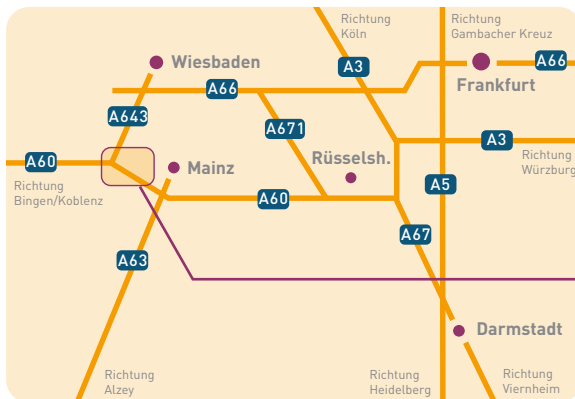 Richtung
Köln
Richtung
Gambacher Kreuz
Wiesbaden
A3
A66
A66
Frankfurt
A643
A671
A3
Rüsselsh.
A60
Mainz
Richtung
Würzburg
Richtung
Bingen/Koblenz
A5
A60
A67
A63
Darmstadt
Richtung
Alzey
Richtung
Heidelberg
Richtung
Viernheim